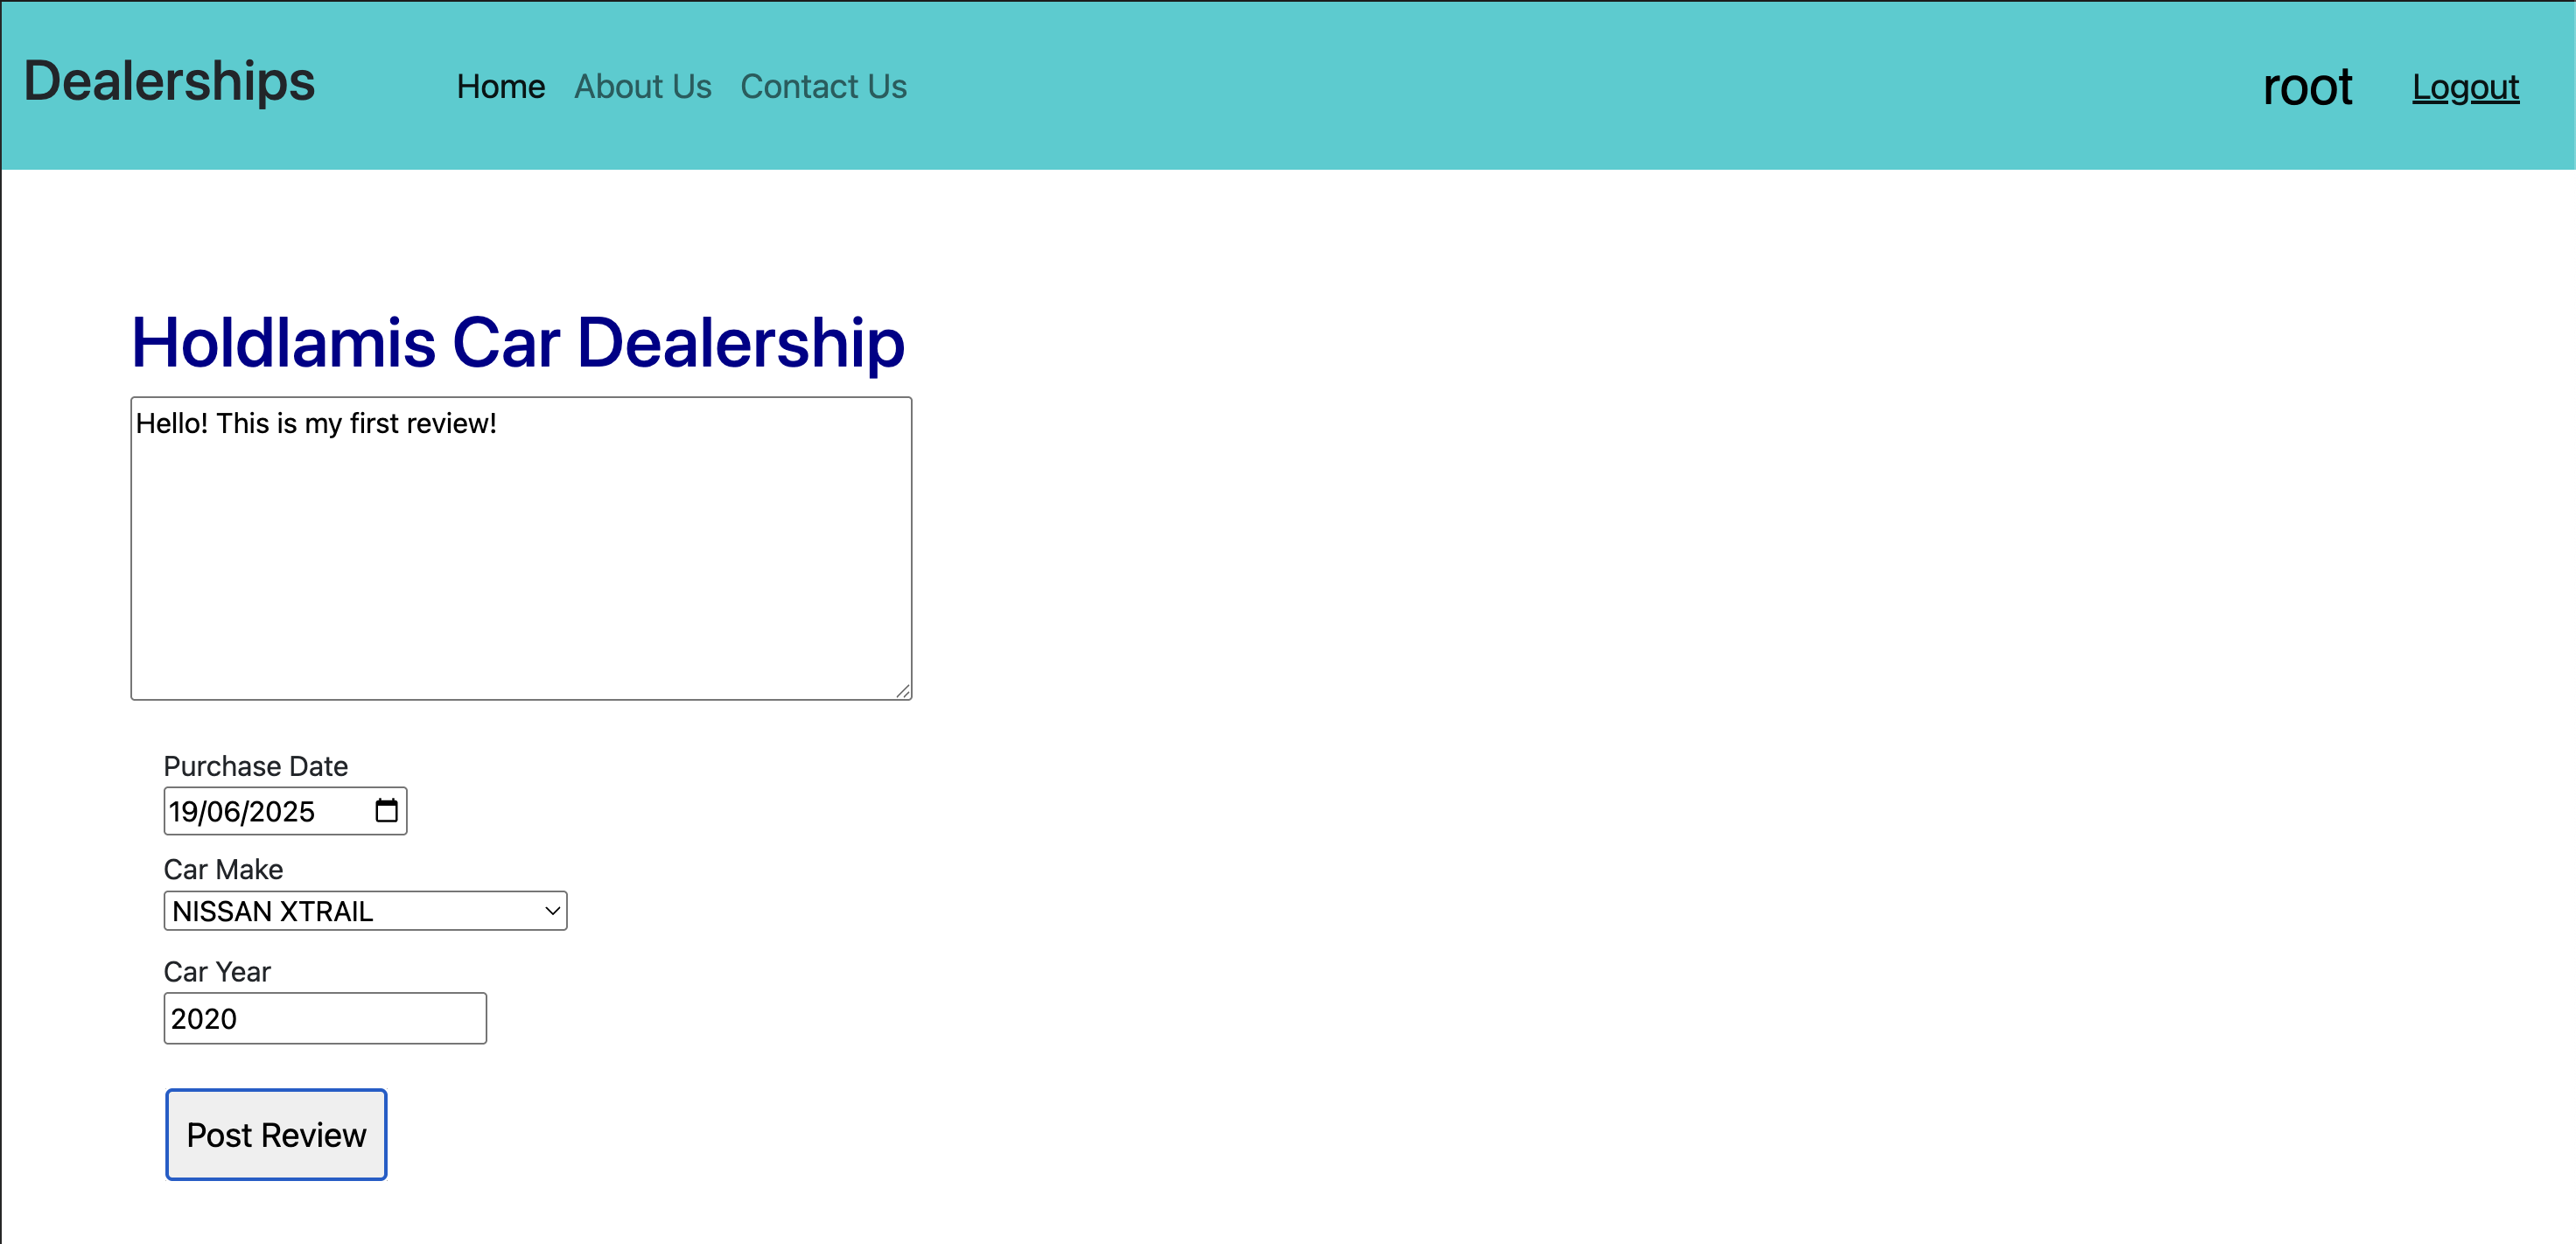 Dealerships Home About Us Contact Us root Logout
Holdlamis Car Dealership
Hello! This is my first review!
Purchase Date
19/06/2025
Car Make
NISSAN XTRAIL
Car Year
2020
Post Review